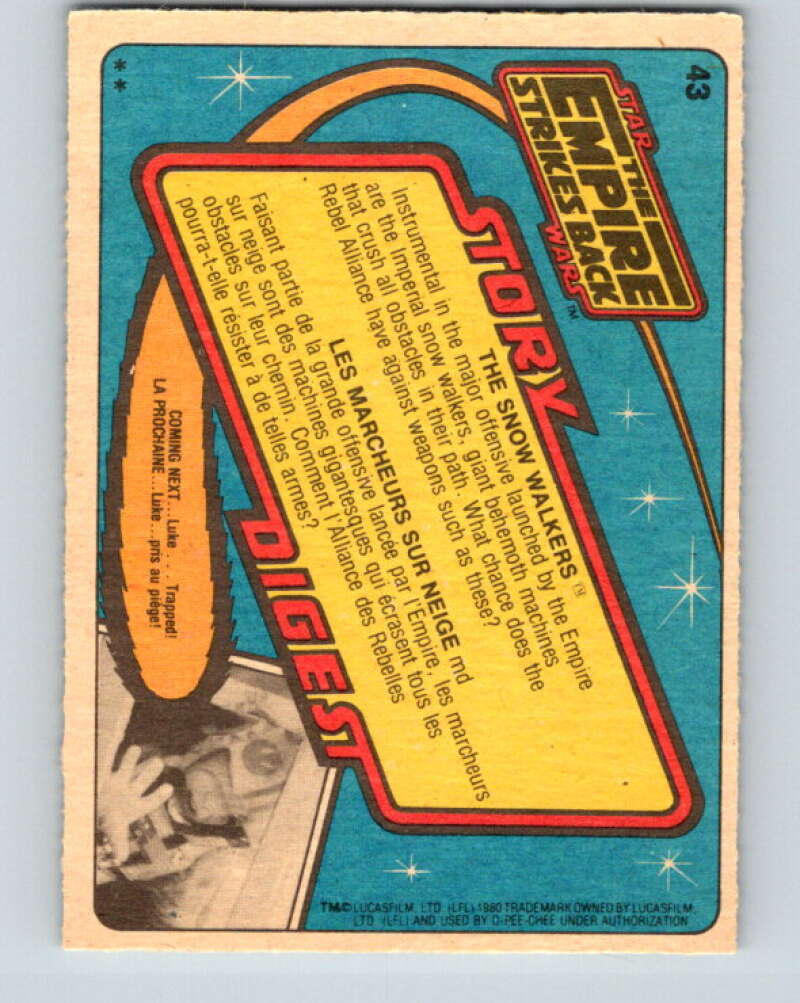 43
STAR
THE
EMPIRE
STRIKES BACK
WARS™
STORY
DIGEST
THE SNOW WALKERS™
Instrumental in the major offensive launched by the Empire
are the Imperial snow walkers, giant behemoth machines
that crush all obstacles in their path. What chance does the
Rebel Alliance have against weapons such as these?
LES MARCHEURS SUR NEIGE md
Faisant partie de la grande offensive lancée par l'Empire, les marcheurs
sur neige sont des machines gigantesques qui écrasent tous les
obstacles sur leur chemin. Comment l'Alliance des Rebelles
pourra-t-elle résister à de telles armes?
COMING NEXT...Luke . . Trapped!
LA PROCHAINE...Luke...pris au piège!
TM© LUCASFILM, LTD. (LFL) 1980 TRADEMARK OWNED BY LUCASFILM,
LTD. (LFL) AND USED BY O-PEE-CHEE UNDER AUTHORIZATION
**